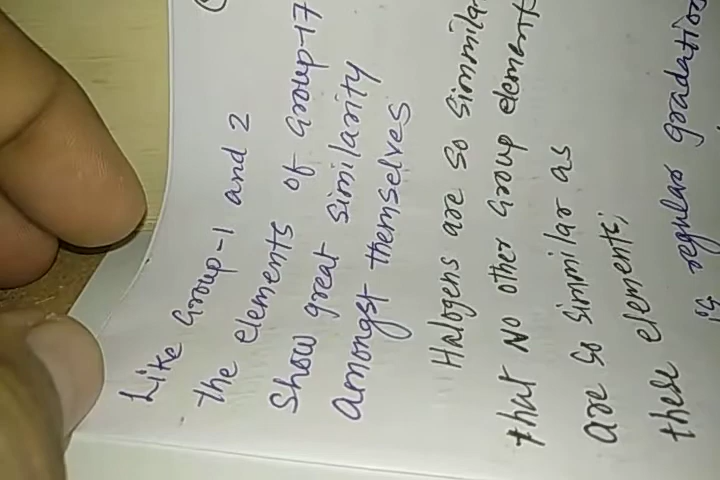 Like Group-1 and 2
the elements of Group-17
Show great similarity
amongst themselves
Halogens are so simmilar
that No other Group element
are so simmilar as
these elements;
is regular gradation